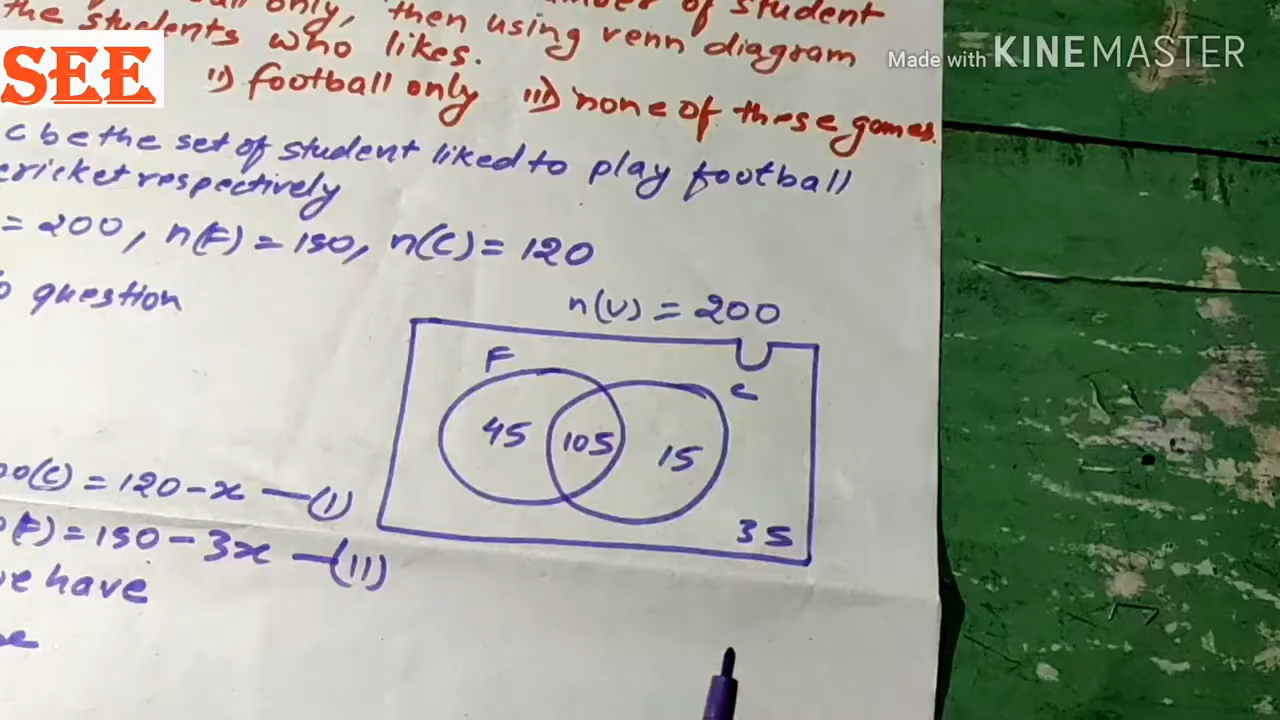 only, then using venn diagram
Made with KINEMASTER
the students who likes.
SEE
ii) football only iii) none of these games.
c be the set of student liked to play football
cricket respectively
= 200, n(F) = 150, n(C) = 120
question
n(U) = 200
F
C
45 105 15
35
(C) = 120 - x —(I)
(F) = 150 - 3x —(II)
have